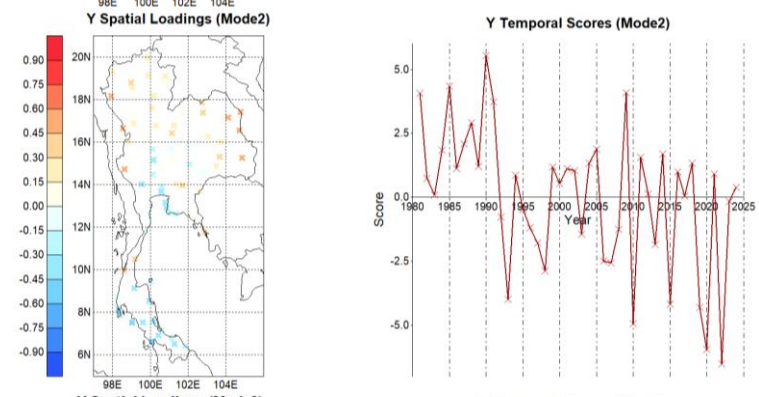 98E 100E 102E 104E
Y Spatial Loadings (Mode2)
Y Temporal Scores (Mode2)
20N
18N
16N
14N
12N
10N
8N
6N
98E 100E 102E 104E
0.90
0.75
0.60
0.45
0.30
0.15
0.00
-0.15
-0.30
-0.45
-0.60
-0.75
-0.90
Score
5.0
2.5
0.0
-2.5
-5.0
1980 1985 1990 1995 2000 2005 2010 2015 2020 2025
Year